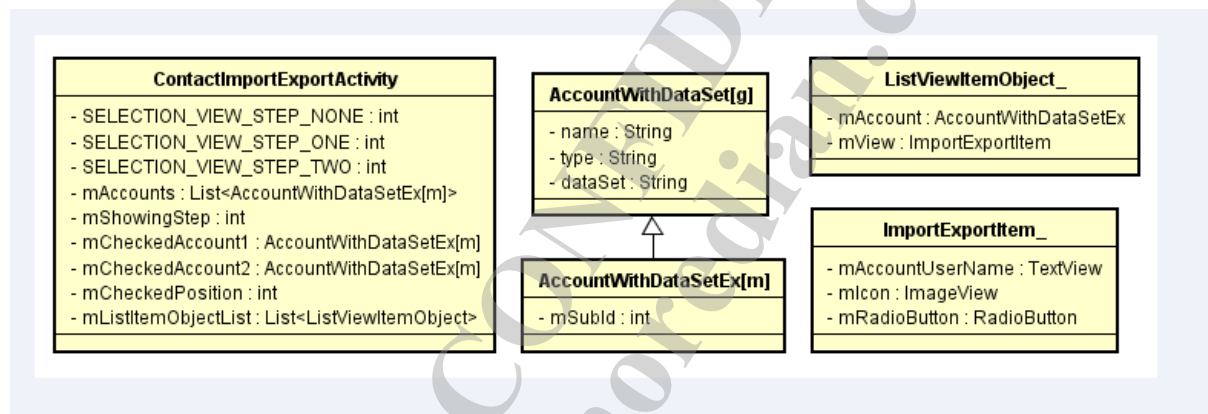 ContactImportExportActivity
- SELECTION_VIEW_STEP_NONE : int
- SELECTION_VIEW_STEP_ONE : int
- SELECTION_VIEW_STEP_TWO : int
- mAccounts : List<AccountWithDataSetEx[m]>
- mShowingStep : int
- mCheckedAccount1 : AccountWithDataSetEx[m]
- mCheckedAccount2 : AccountWithDataSetEx[m]
- mCheckedPosition : int
- mListItemObjectList : List<ListViewItemObject>
AccountWithDataSet[g]
- name : String
- type : String
- dataSet : String
AccountWithDataSetEx[m]
- mSubId : int
ListViewItemObject_
- mAccount : AccountWithDataSetEx
- mView : ImportExportItem
ImportExportItem_
- mAccountUserName : TextView
- mIcon : ImageView
- mRadioButton : RadioButton